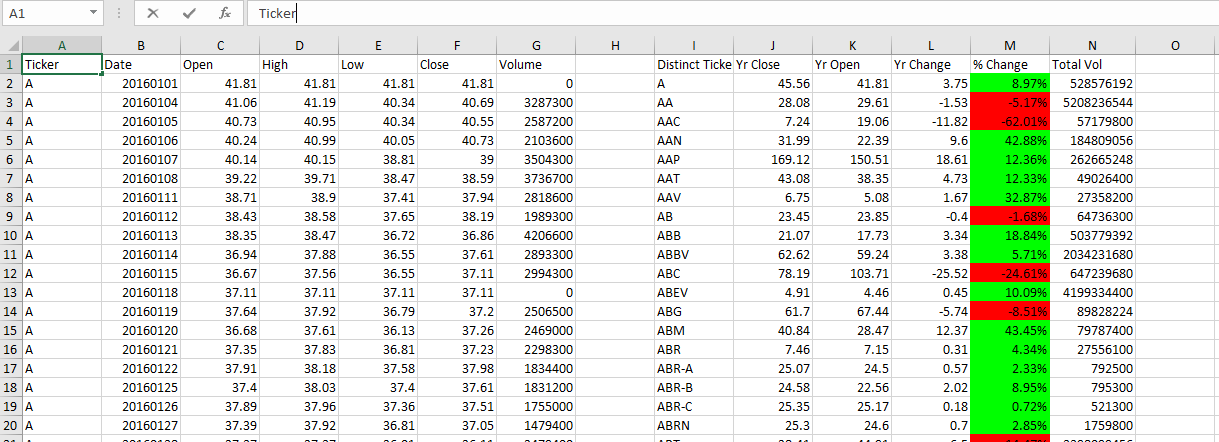 A1 fx Ticker
A B C D E F G H I J K L M N O
1 Ticker Date Open High Low Close Volume Distinct Ticke Yr Close Yr Open Yr Change % Change Total Vol
2 A 20160101 41.81 41.81 41.81 41.81 0 A 45.56 41.81 3.75 8.97% 528576192
3 A 20160104 41.06 41.19 40.34 40.69 3287300 AA 28.08 29.61 -1.53 -5.17% 5208236544
4 A 20160105 40.73 40.95 40.34 40.55 2587200 AAC 7.24 19.06 -11.82 -62.01% 57179800
5 A 20160106 40.24 40.99 40.05 40.73 2103600 AAN 31.99 22.39 9.6 42.88% 184809056
6 A 20160107 40.14 40.15 38.81 39 3504300 AAP 169.12 150.51 18.61 12.36% 262665248
7 A 20160108 39.22 39.71 38.47 38.59 3736700 AAT 43.08 38.35 4.73 12.33% 49026400
8 A 20160111 38.71 38.9 37.41 37.94 2818600 AAV 6.75 5.08 1.67 32.87% 27358200
9 A 20160112 38.43 38.58 37.65 38.19 1989300 AB 23.45 23.85 -0.4 -1.68% 64736300
10 A 20160113 38.35 38.47 36.72 36.86 4206600 ABB 21.07 17.73 3.34 18.84% 503779392
11 A 20160114 36.94 37.88 36.55 37.61 2893300 ABBV 62.62 59.24 3.38 5.71% 2034231680
12 A 20160115 36.67 37.56 36.55 37.11 2994300 ABC 78.19 103.71 -25.52 -24.61% 647239680
13 A 20160118 37.11 37.11 37.11 37.11 0 ABEV 4.91 4.46 0.45 10.09% 4199334400
14 A 20160119 37.64 37.92 36.79 37.2 2506500 ABG 61.7 67.44 -5.74 -8.51% 89828224
15 A 20160120 36.68 37.61 36.13 37.26 2469000 ABM 40.84 28.47 12.37 43.45% 79787400
16 A 20160121 37.35 37.83 36.81 37.23 2298300 ABR 7.46 7.15 0.31 4.34% 27556100
17 A 20160122 37.91 38.18 37.58 37.98 1834400 ABR-A 25.07 24.5 0.57 2.33% 792500
18 A 20160125 37.4 38.03 37.4 37.61 1831200 ABR-B 24.58 22.56 2.02 8.95% 795300
19 A 20160126 37.89 37.96 37.36 37.51 1755000 ABR-C 25.35 25.17 0.18 0.72% 521300
20 A 20160127 37.39 37.92 36.81 37.05 1479400 ABRN 25.3 24.6 0.7 2.85% 1759800